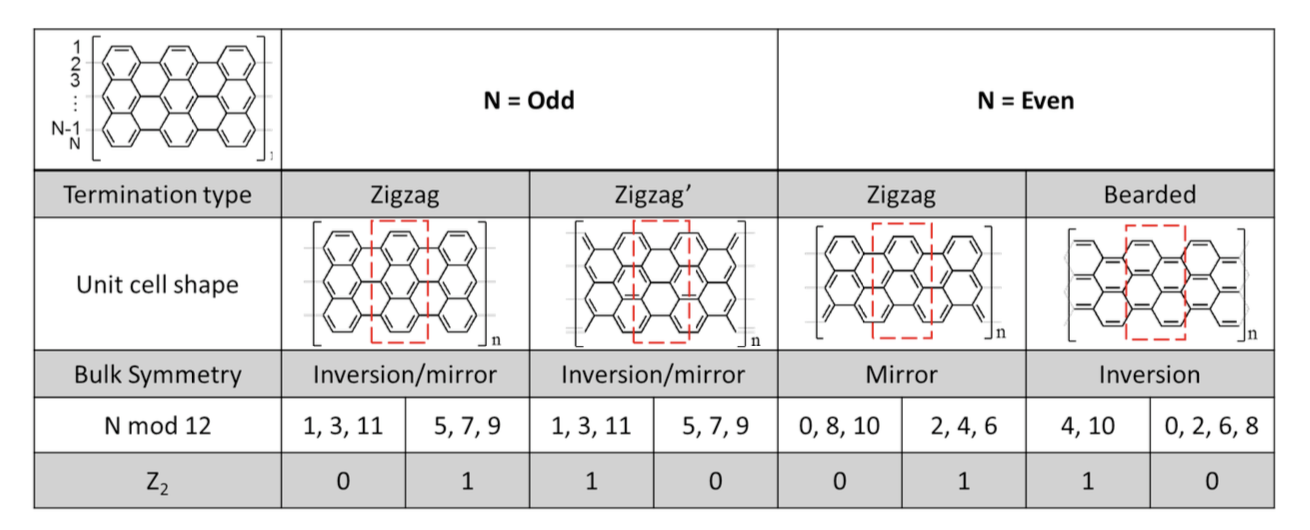 1
2
3
⋮
N-1
N
n
N = Odd
N = Even
Termination type
Zigzag
Zigzag′
Zigzag
Bearded
Unit cell shape
n
n
n
n
Bulk Symmetry
Inversion/mirror
Inversion/mirror
Mirror
Inversion
N mod 12
1, 3, 11
5, 7, 9
1, 3, 11
5, 7, 9
0, 8, 10
2, 4, 6
4, 10
0, 2, 6, 8
Z₂
0
1
1
0
0
1
1
0